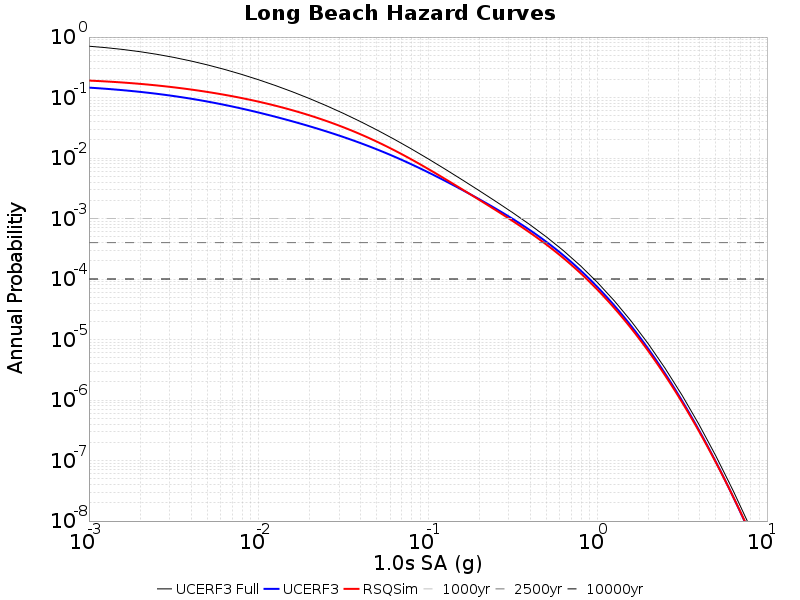 Long Beach Hazard Curves
Annual Probabilitiy
10^0
10^-1
10^-2
10^-3
10^-4
10^-5
10^-6
10^-7
10^-8
10^-3 10^-2 10^-1 10^0 10^1
1.0s SA (g)
UCERF3 Full UCERF3 RSQSim 1000yr 2500yr 10000yr